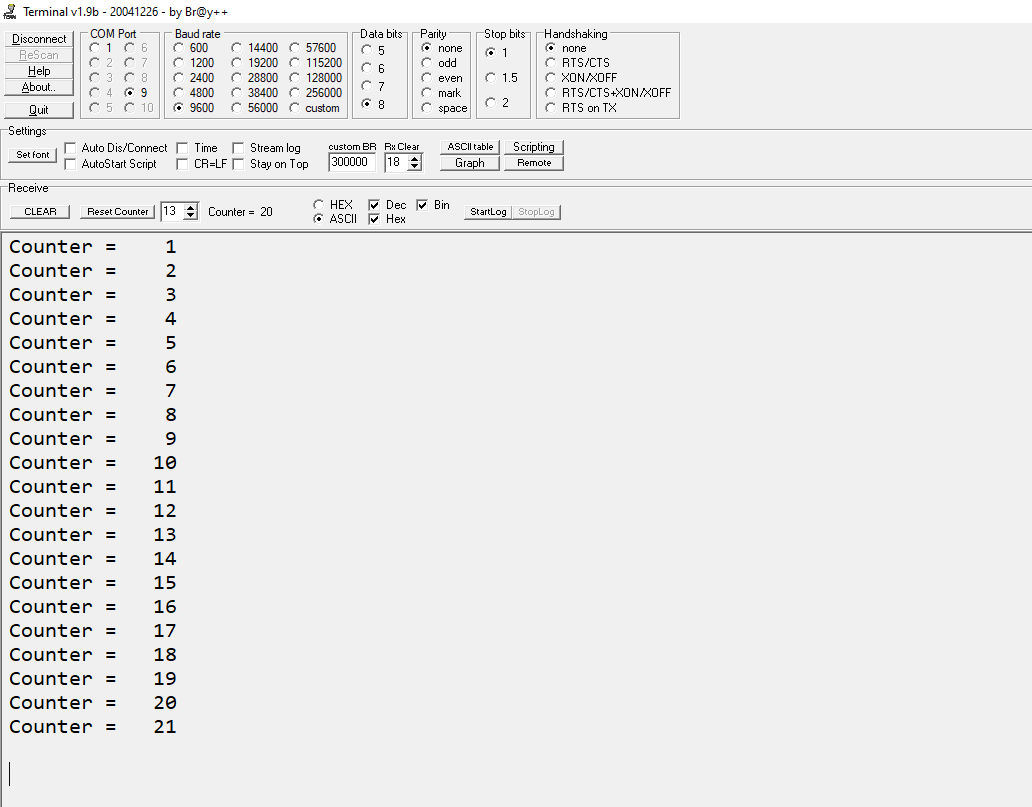 Terminal v1.9b - 20041226 - by Br@y++
Disconnect
ReScan
Help
About..
Quit
COM Port
1 6
2 7
3 8
4 9
5 10
Baud rate
600 14400 57600
1200 19200 115200
2400 28800 128000
4800 38400 256000
9600 56000 custom
Data bits
5
6
7
8
Parity
none
odd
even
mark
space
Stop bits
1
1.5
2
Handshaking
none
RTS/CTS
XON/XOFF
RTS/CTS+XON/XOFF
RTS on TX
Settings
Set font
Auto Dis/Connect Time Stream log
AutoStart Script CR=LF Stay on Top
custom BR Rx Clear
300000 18
ASCII table Scripting
Graph Remote
Receive
CLEAR Reset Counter 13 Counter = 20
HEX Dec Bin
ASCII Hex
StartLog StopLog
Counter = 1
Counter = 2
Counter = 3
Counter = 4
Counter = 5
Counter = 6
Counter = 7
Counter = 8
Counter = 9
Counter = 10
Counter = 11
Counter = 12
Counter = 13
Counter = 14
Counter = 15
Counter = 16
Counter = 17
Counter = 18
Counter = 19
Counter = 20
Counter = 21